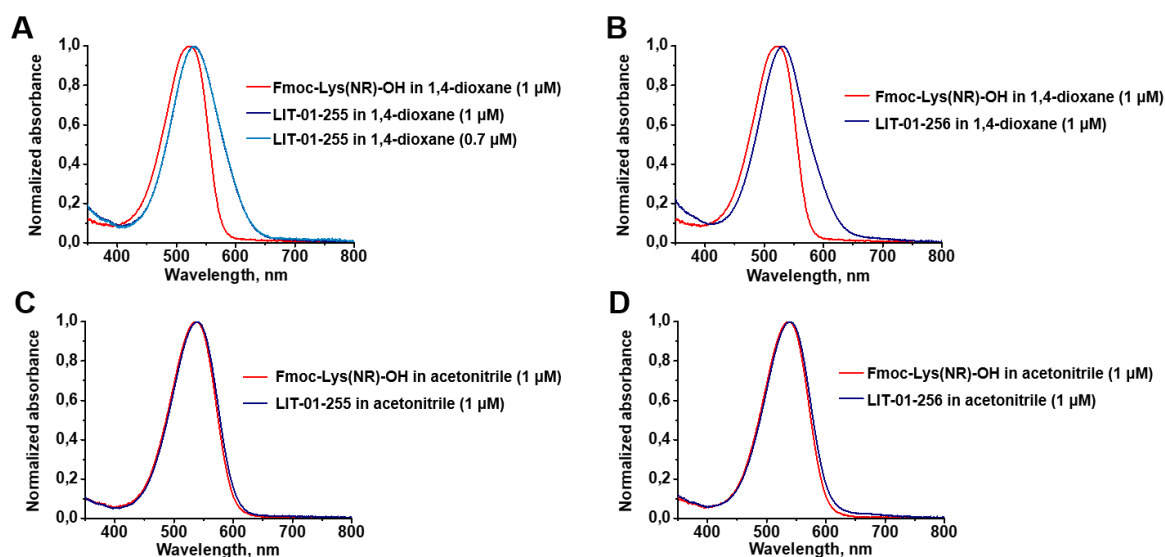 A
Normalized absorbance
1,0
0,8
0,6
0,4
0,2
0,0
400 500 600 700 800
Wavelength, nm
Fmoc-Lys(NR)-OH in 1,4-dioxane (1 μM)
LIT-01-255 in 1,4-dioxane (1 μM)
LIT-01-255 in 1,4-dioxane (0.7 μM)
B
Normalized absorbance
1,0
0,8
0,6
0,4
0,2
0,0
400 500 600 700 800
Wavelength, nm
Fmoc-Lys(NR)-OH in 1,4-dioxane (1 μM)
LIT-01-256 in 1,4-dioxane (1 μM)
C
Normalized absorbance
1,0
0,8
0,6
0,4
0,2
0,0
400 500 600 700 800
Wavelength, nm
Fmoc-Lys(NR)-OH in acetonitrile (1 μM)
LIT-01-255 in acetonitrile (1 μM)
D
Normalized absorbance
1,0
0,8
0,6
0,4
0,2
0,0
400 500 600 700 800
Wavelength, nm
Fmoc-Lys(NR)-OH in acetonitrile (1 μM)
LIT-01-256 in acetonitrile (1 μM)